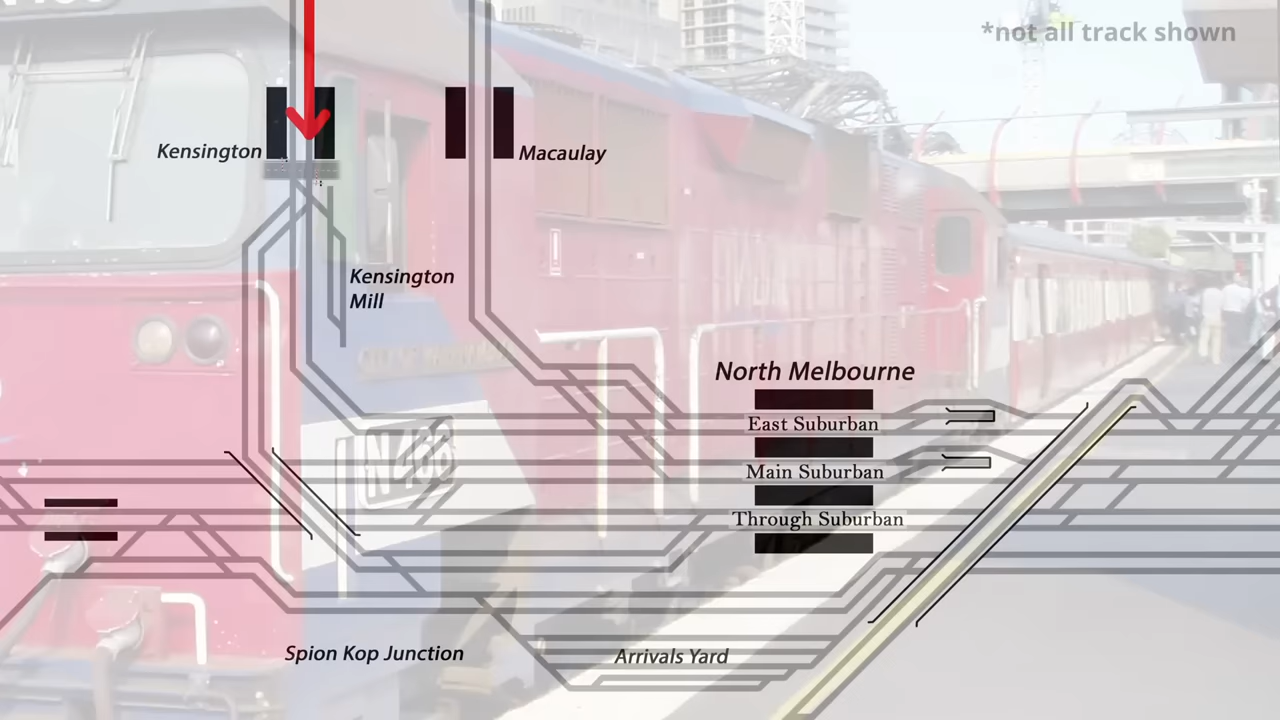 *not all track shown
Kensington
Macaulay
Kensington
Mill
North Melbourne
East Suburban
Main Suburban
Through Suburban
N 466
Spion Kop Junction
Arrivals Yard